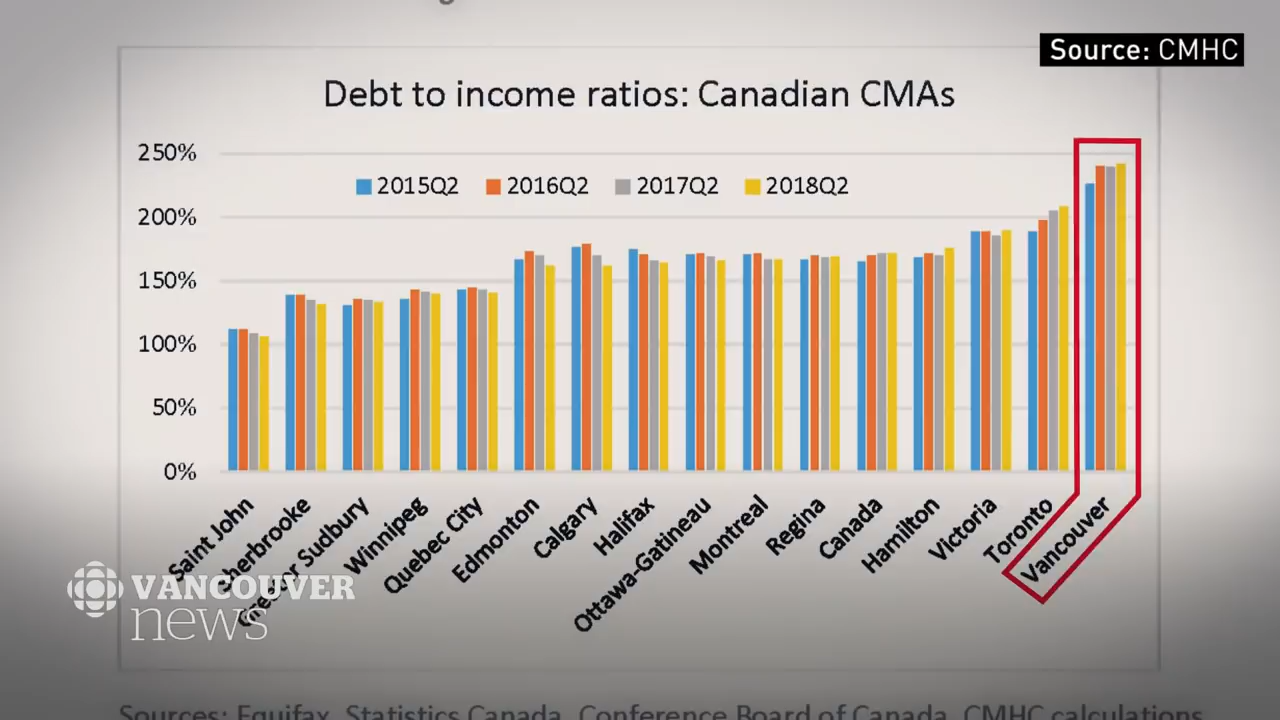 Source: CMHC
Debt to income ratios: Canadian CMAs
250%
2015Q2 2016Q2 2017Q2 2018Q2
200%
150%
100%
50%
0%
Saint John
Sherbrooke
Greater Sudbury
Winnipeg
Quebec City
Edmonton
Calgary
Halifax
Ottawa-Gatineau
Montreal
Regina
Canada
Hamilton
Victoria
Toronto
Vancouver
VANCOUVER
news
Sources: Equifax, Statistics Canada, Conference Board of Canada, CMHC calculations